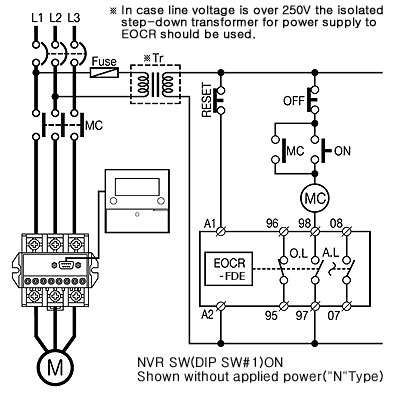 ※ In case line voltage is over 250V the isolated
step-down transformer for power supply to
EOCR should be used.
L1 L2 L3
Fuse
※Tr
RESET
OFF
MC
MC
ON
MC
A1
96
98
08
EOCR
-FDE
O.L
A.L
A2
95
97
07
M
NVR SW(DIP SW#1)ON
Shown without applied power("N"Type)